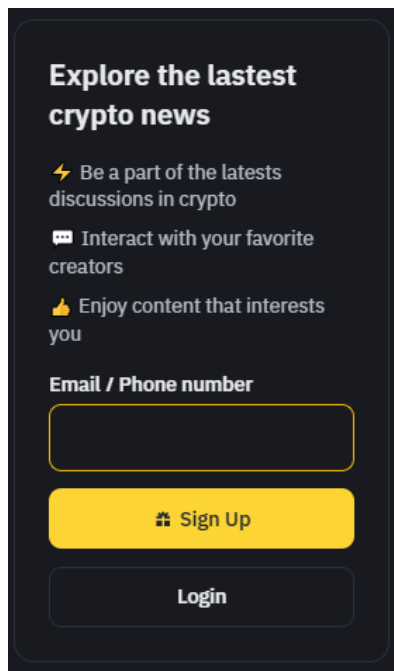 Explore the lastest
crypto news
⚡ Be a part of the latests
discussions in crypto
💬 Interact with your favorite
creators
👍 Enjoy content that interests
you
Email / Phone number
Sign Up
Login